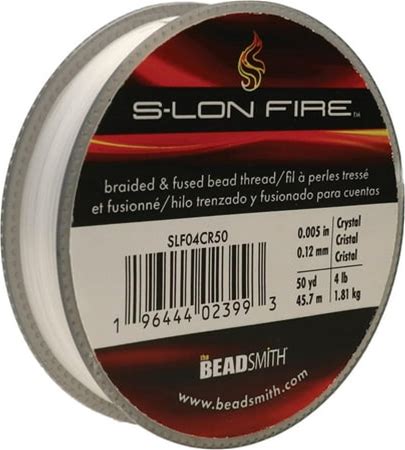 S-LON FIRE™
braided & fused bead thread/fil à perles tressé
et fusionné/hilo trenzado y fusionado para cuentas
SLF04CR50
0.005 in Crystal
0.12 mm Cristal
Cristal
50 yd 4 lb
45.7 m 1.81 kg
1 96444 02399 3
the BEADSMITH®
www.beadsmith.com